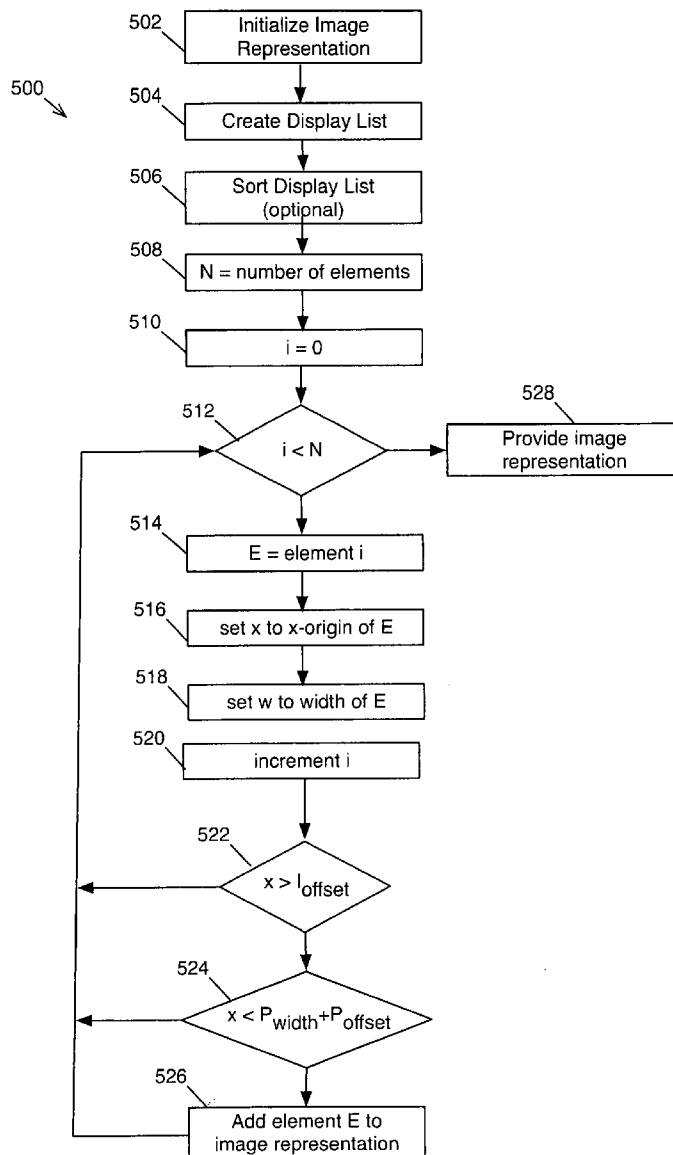 502
Initialize Image
Representation
500
504
Create Display List
506
Sort Display List
(optional)
508
N = number of elements
510
i = 0
512
i < N
528
Provide image
representation
514
E = element i
516
set x to x-origin of E
518
set w to width of E
520
increment i
522
x > I_offset
524
x < P_width+P_offset
526
Add element E to
image representation